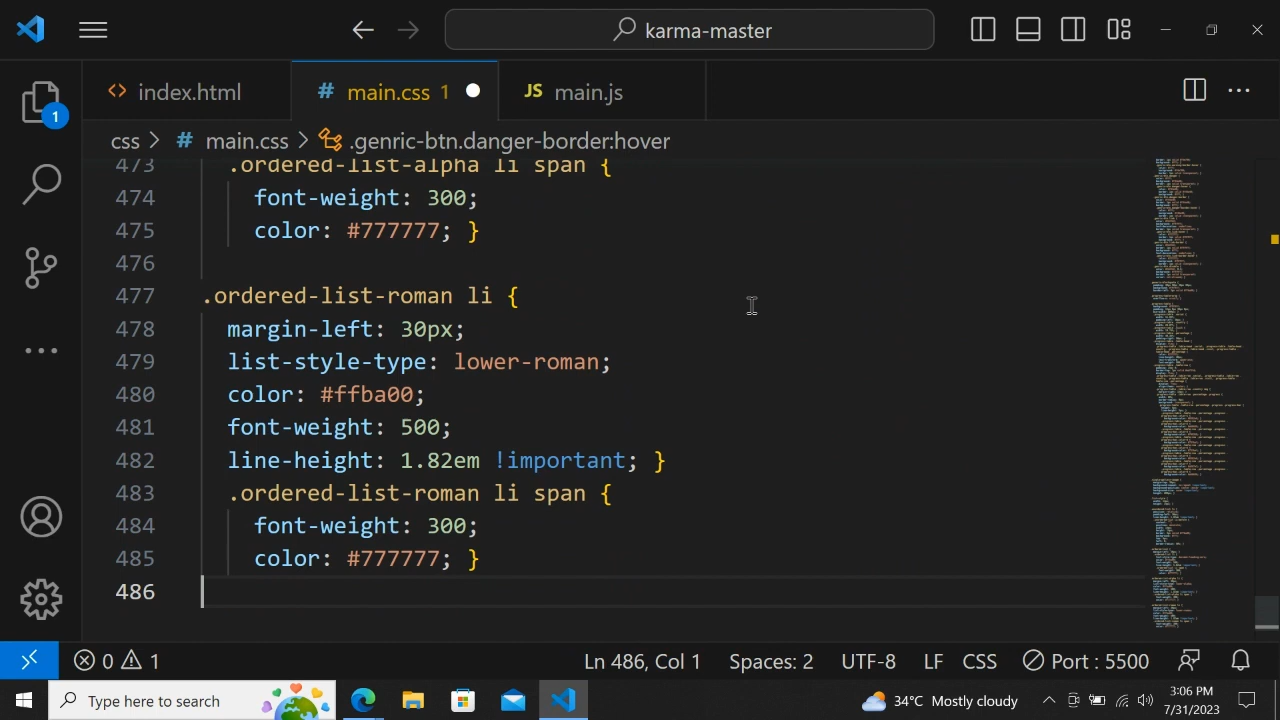 karma-master
index.html
main.css 1
JS main.js
css > # main.css > .genric-btn.danger-border:hover
473 .ordered-list-alpha li span {
474 font-weight: 300;
475 color: #777777; }
476
477 .ordered-list-roman li {
478 margin-left: 30px;
479 list-style-type: lower-roman;
480 color: #ffba00;
481 font-weight: 500;
482 line-height: 1.82em !important; }
483 .ordered-list-roman li span {
484 font-weight: 300;
485 color: #777777; }
486
1
0 1
Ln 486, Col 1
Spaces: 2
UTF-8
LF
CSS
Port : 5500
Type here to search
34°C Mostly cloudy
3:06 PM
7/31/2023